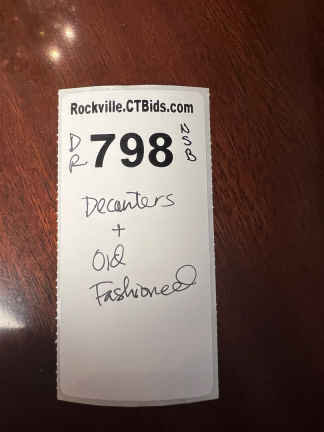 Rockville.CTBids.com
DR 798 NSB
Decanters
+
Old
Fashioned